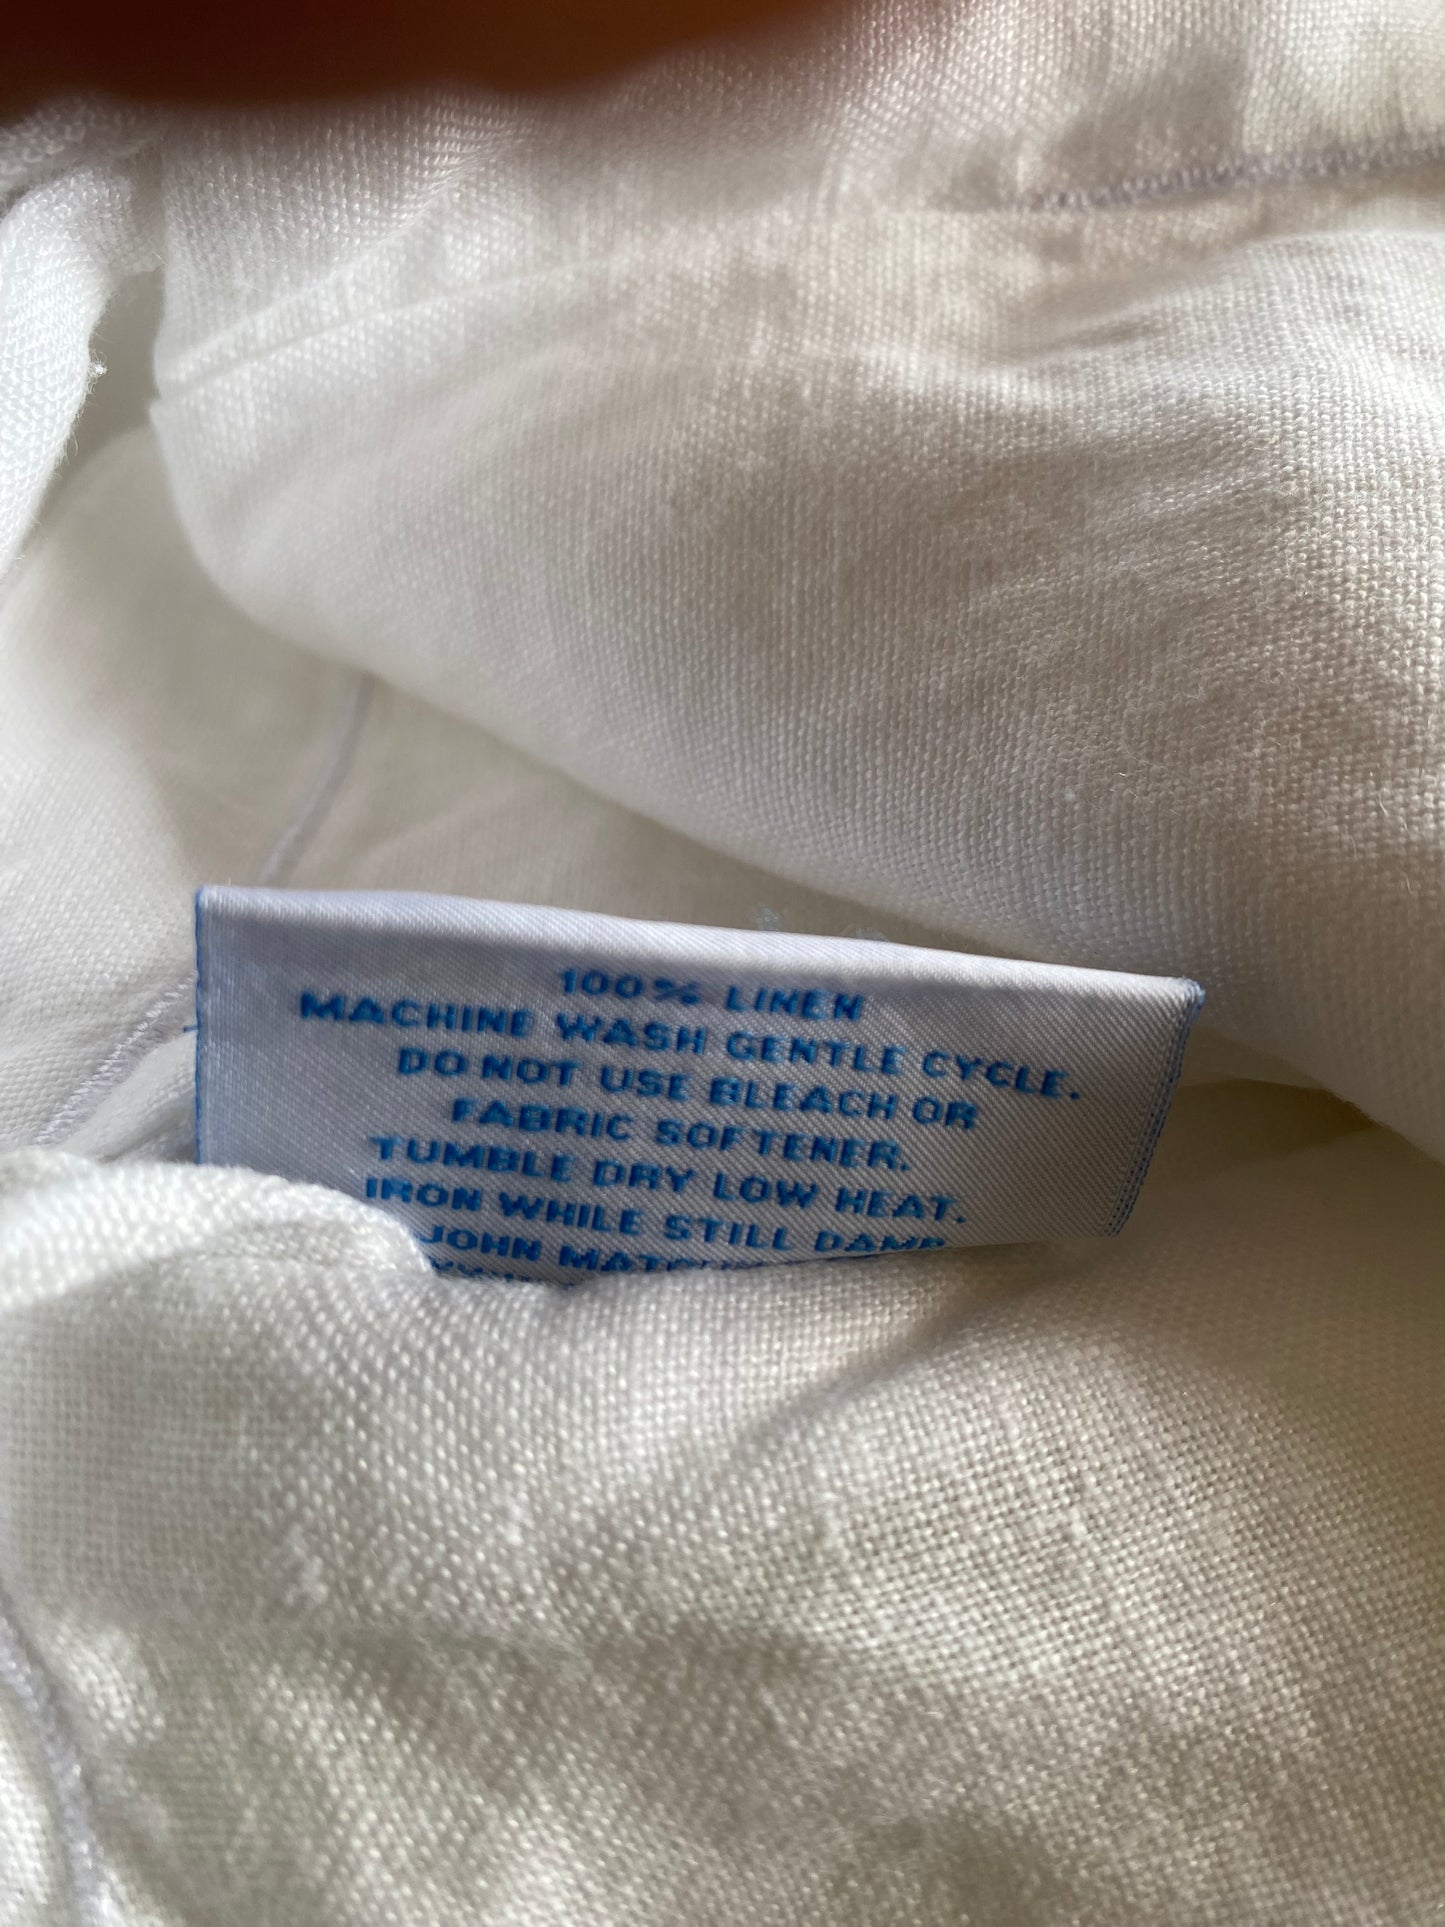 100% LINEN
MACHINE WASH GENTLE CYCLE.
DO NOT USE BLEACH OR
FABRIC SOFTENER.
TUMBLE DRY LOW HEAT.
IRON WHILE STILL DAMP
JOHN